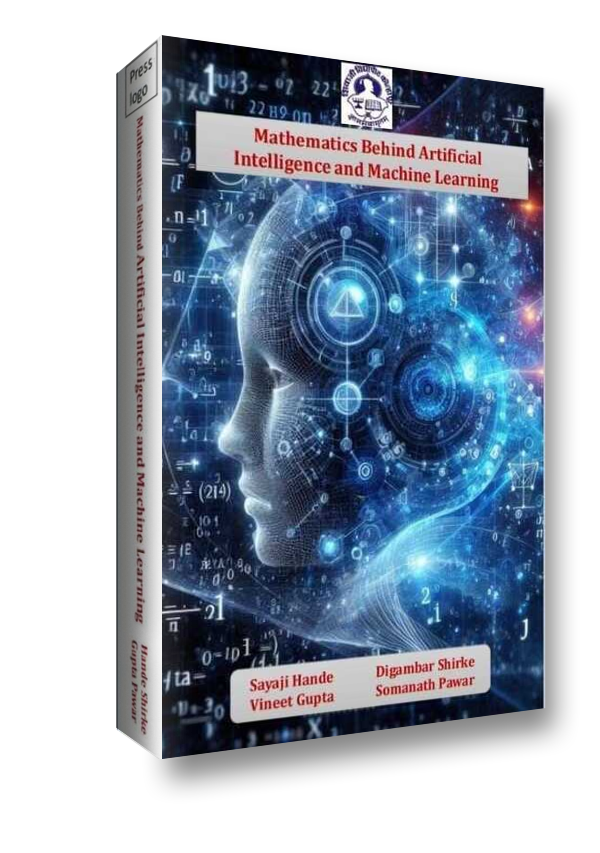 Press
logo
Mathematics Behind Artificial Intelligence and Machine Learning
Hande Shirke
Gupta Pawar
Mathematics Behind Artificial
Intelligence and Machine Learning
(214)
Sayaji Hande
Digambar Shirke
Vineet Gupta
Somanath Pawar